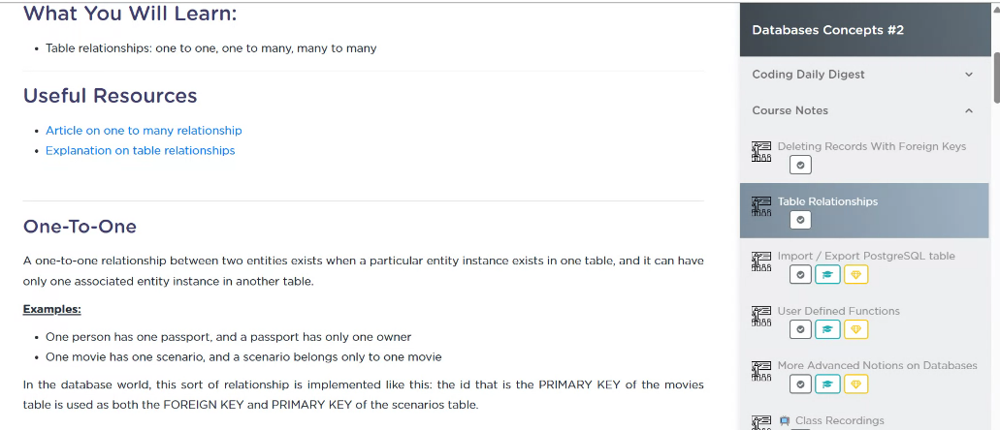 What You Will Learn:
Table relationships: one to one, one to many, many to many
Useful Resources
Article on one to many relationship
Explanation on table relationships
One-To-One
A one-to-one relationship between two entities exists when a particular entity instance exists in one table, and it can have
only one associated entity instance in another table.
Examples:
One person has one passport, and a passport has only one owner
One movie has one scenario, and a scenario belongs only to one movie
In the database world, this sort of relationship is implemented like this: the id that is the PRIMARY KEY of the movies
table is used as both the FOREIGN KEY and PRIMARY KEY of the scenarios table.
Databases Concepts #2
Coding Daily Digest
Course Notes
Deleting Records With Foreign Keys
Table Relationships
Import / Export PostgreSQL table
User Defined Functions
More Advanced Notions on Databases
Class Recordings